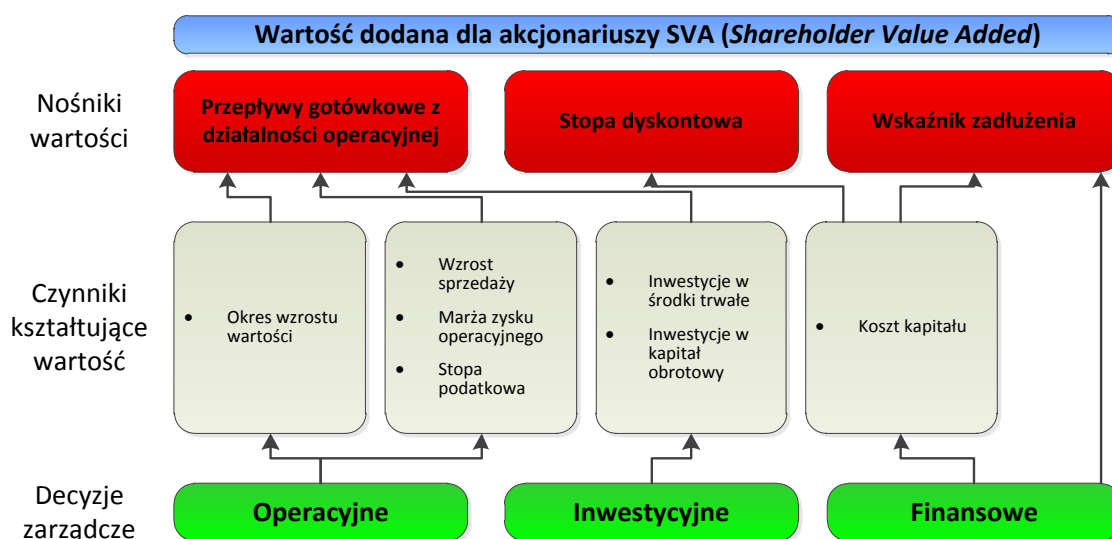 Wartość dodana dla akcjonariuszy SVA (Shareholder Value Added)
Nośniki
wartości
Przepływy gotówkowe z
działalności operacyjnej
Stopa dyskontowa
Wskaźnik zadłużenia
Czynniki
kształtujące
wartość
• Okres wzrostu
wartości
• Wzrost
sprzedaży
• Marża zysku
operacyjnego
• Stopa
podatkowa
• Inwestycje w
środki trwałe
• Inwestycje w
kapitał
obrotowy
• Koszt kapitału
Decyzje
zarządcze
Operacyjne
Inwestycyjne
Finansowe